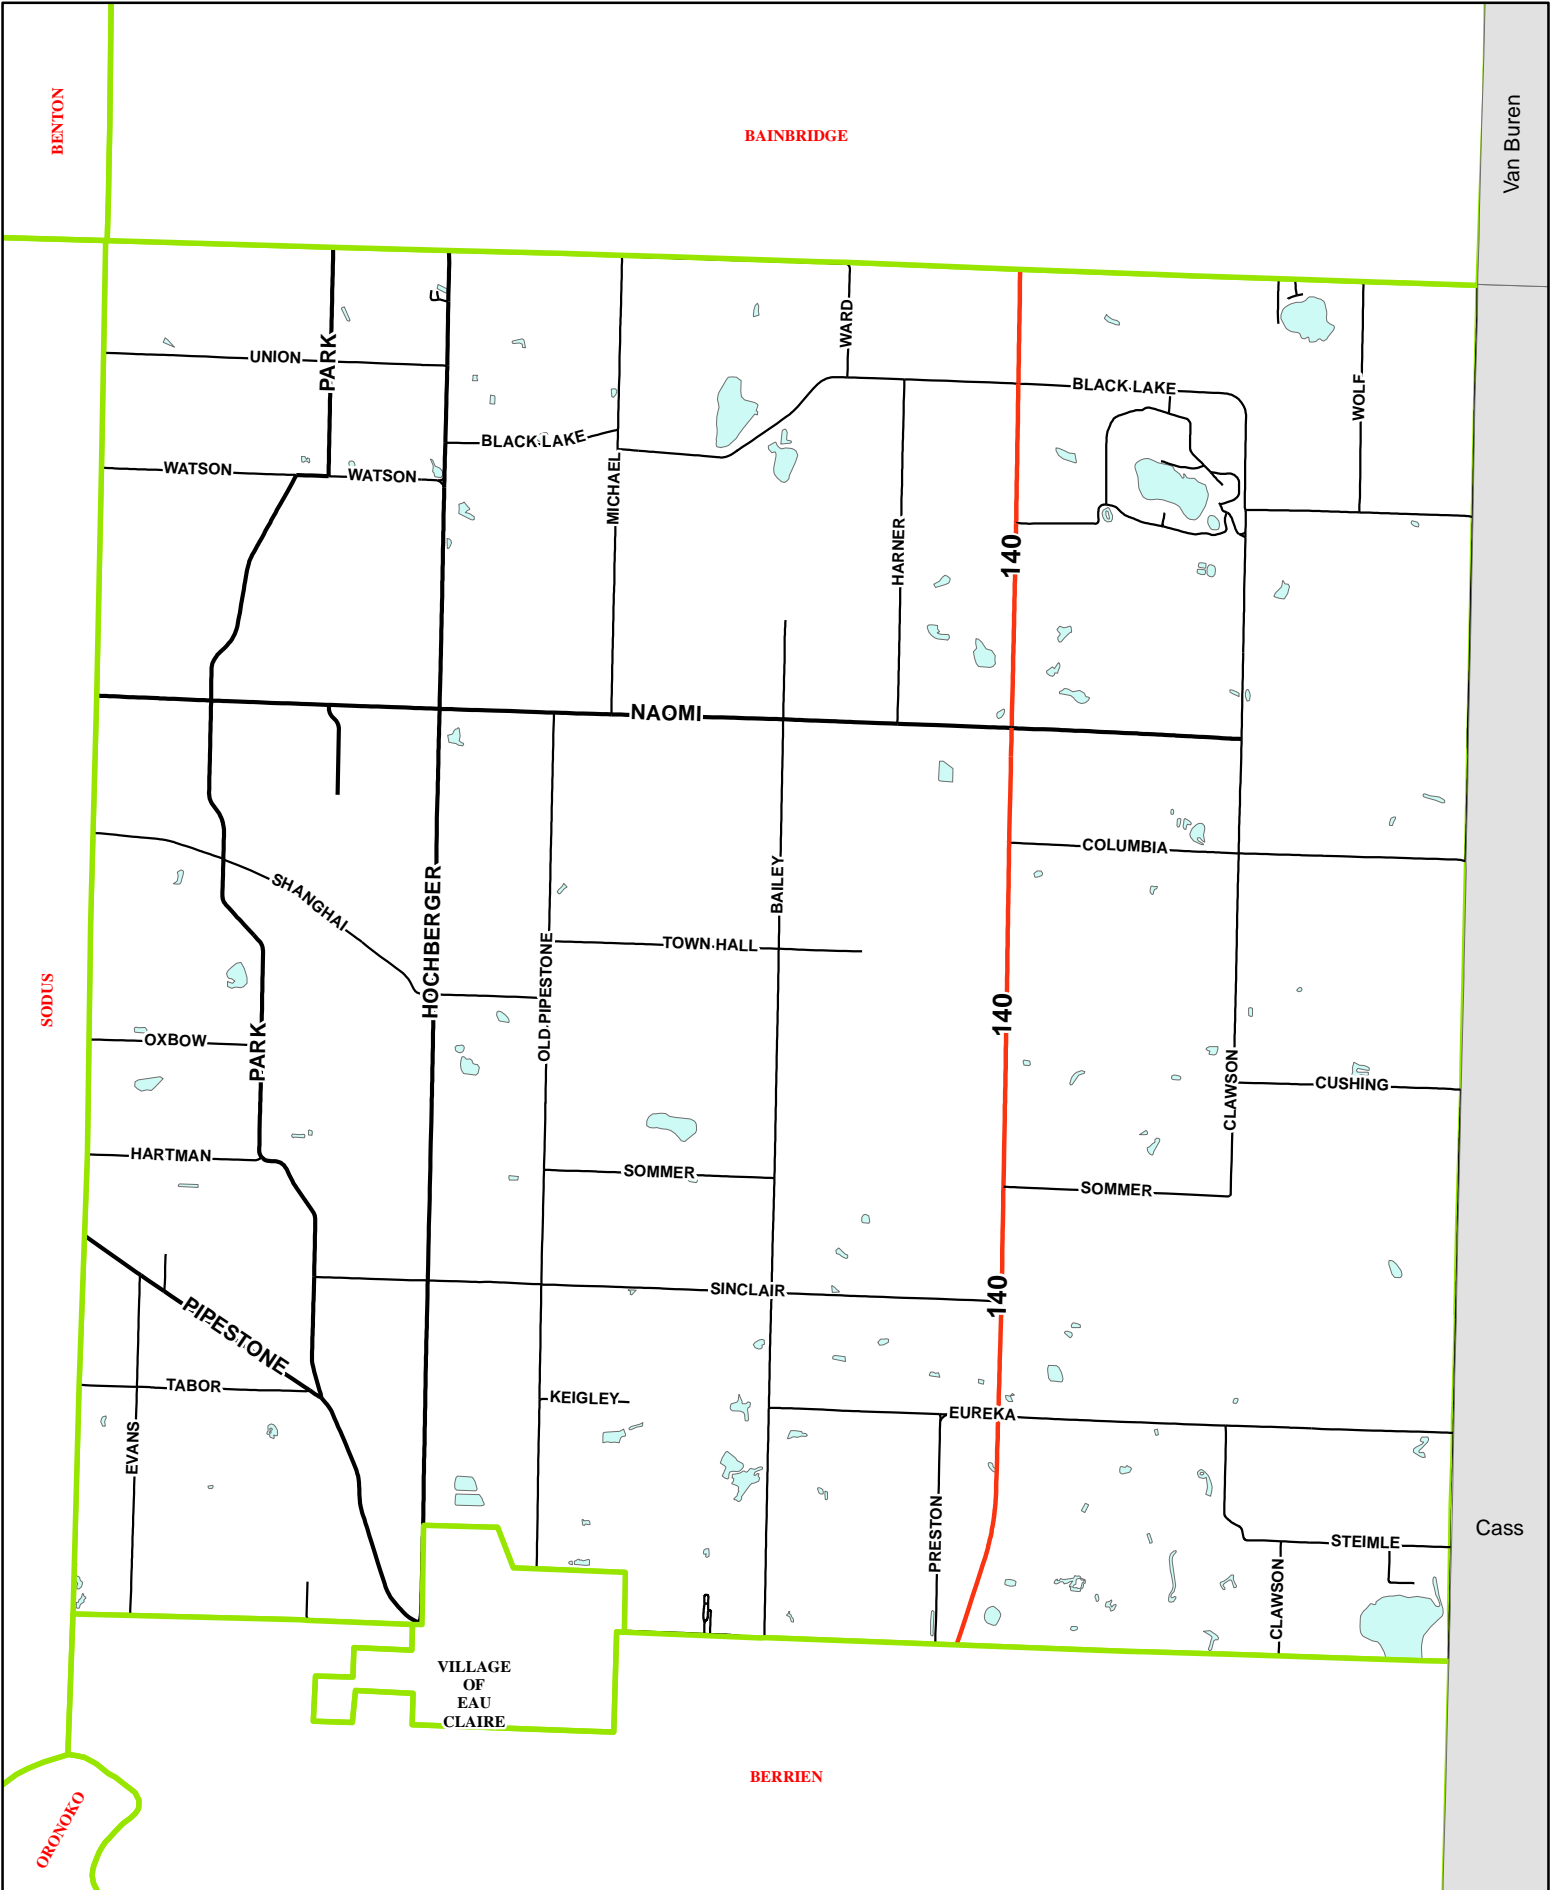 BENTON
BAINBRIDGE
Van Buren
WARD
UNION
PARK
BLACK LAKE
WOLF
BLACK LAKE
WATSON
WATSON
MICHAEL
HARNER
140
NAOMI
COLUMBIA
SHANGHAI
HOCHBERGER
BAILEY
OLD PIPESTONE
TOWN HALL
SODUS
140
OXBOW
PARK
CLAWSON
CUSHING
HARTMAN
SOMMER
SOMMER
SINCLAIR
140
PIPESTONE
TABOR
KEIGLEY
EUREKA
EVANS
PRESTON
Cass
STEIMLE
CLAWSON
VILLAGE
OF
EAU
CLAIRE
BERRIEN
ORONOKO